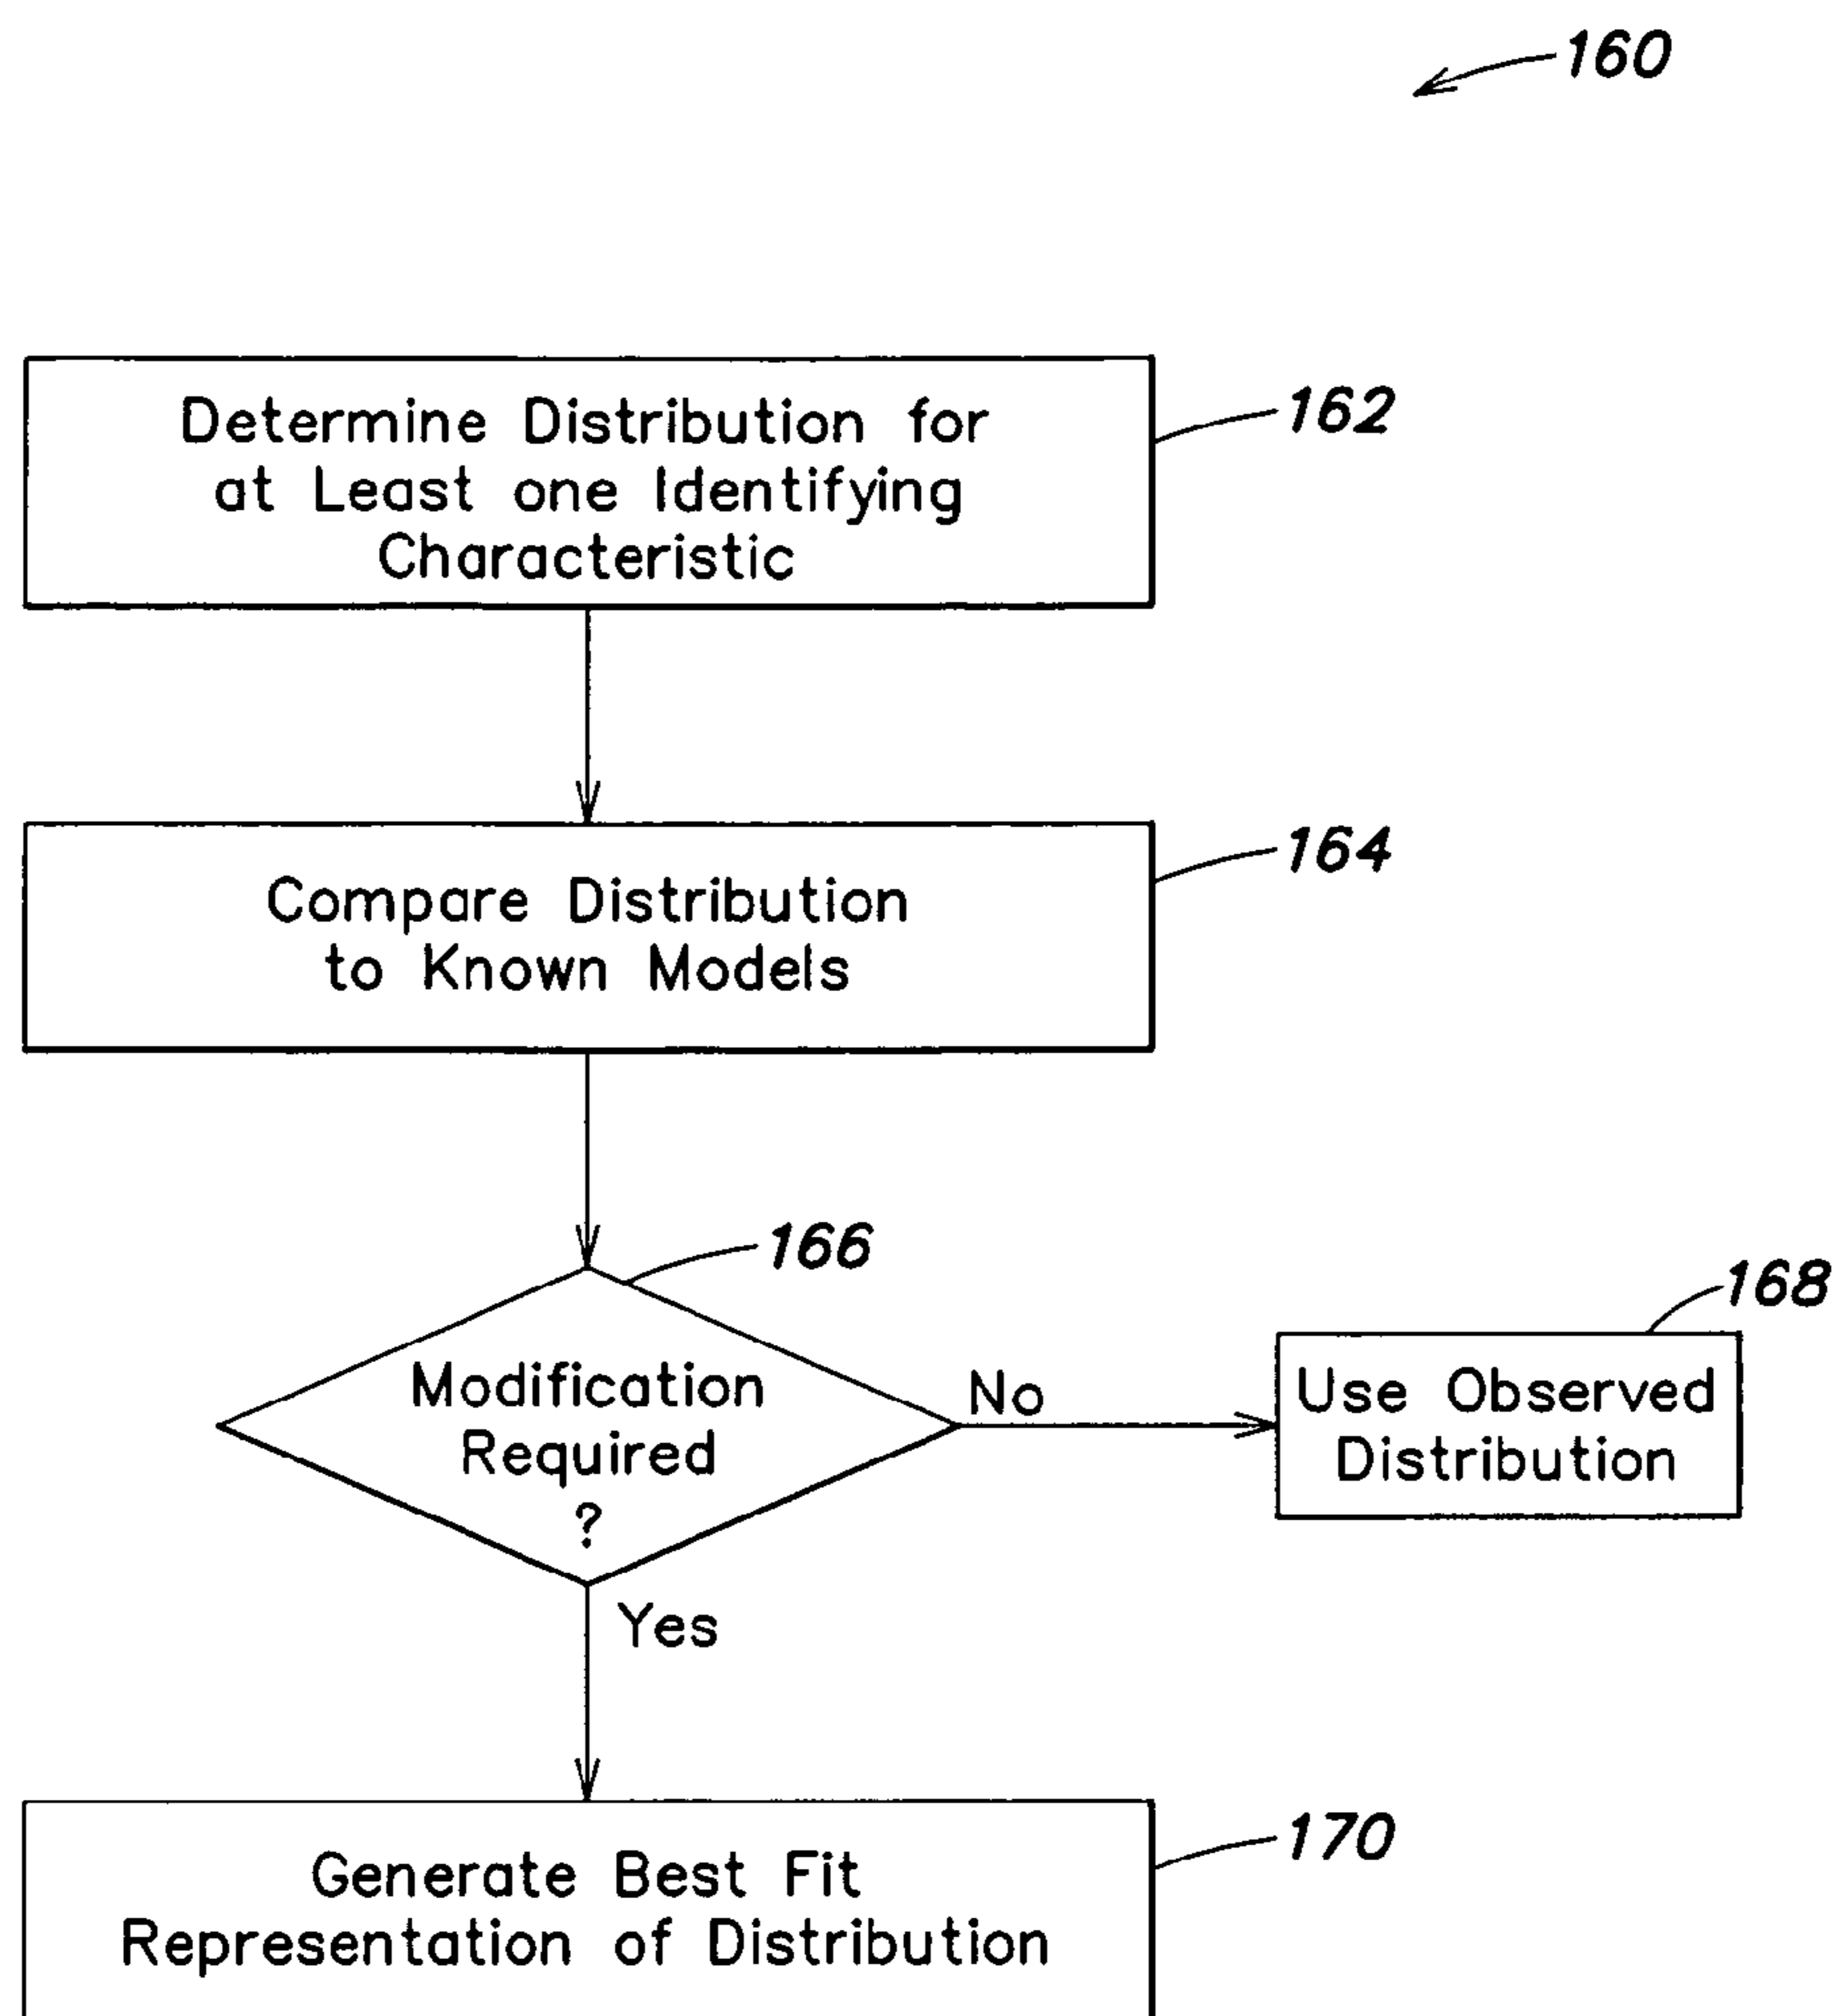 160
Determine Distribution for
at Least one Identifying
Characteristic
162
Compare Distribution
to Known Models
164
166
Modification
Required
?
No
168
Use Observed
Distribution
Yes
Generate Best Fit
Representation of Distribution
170